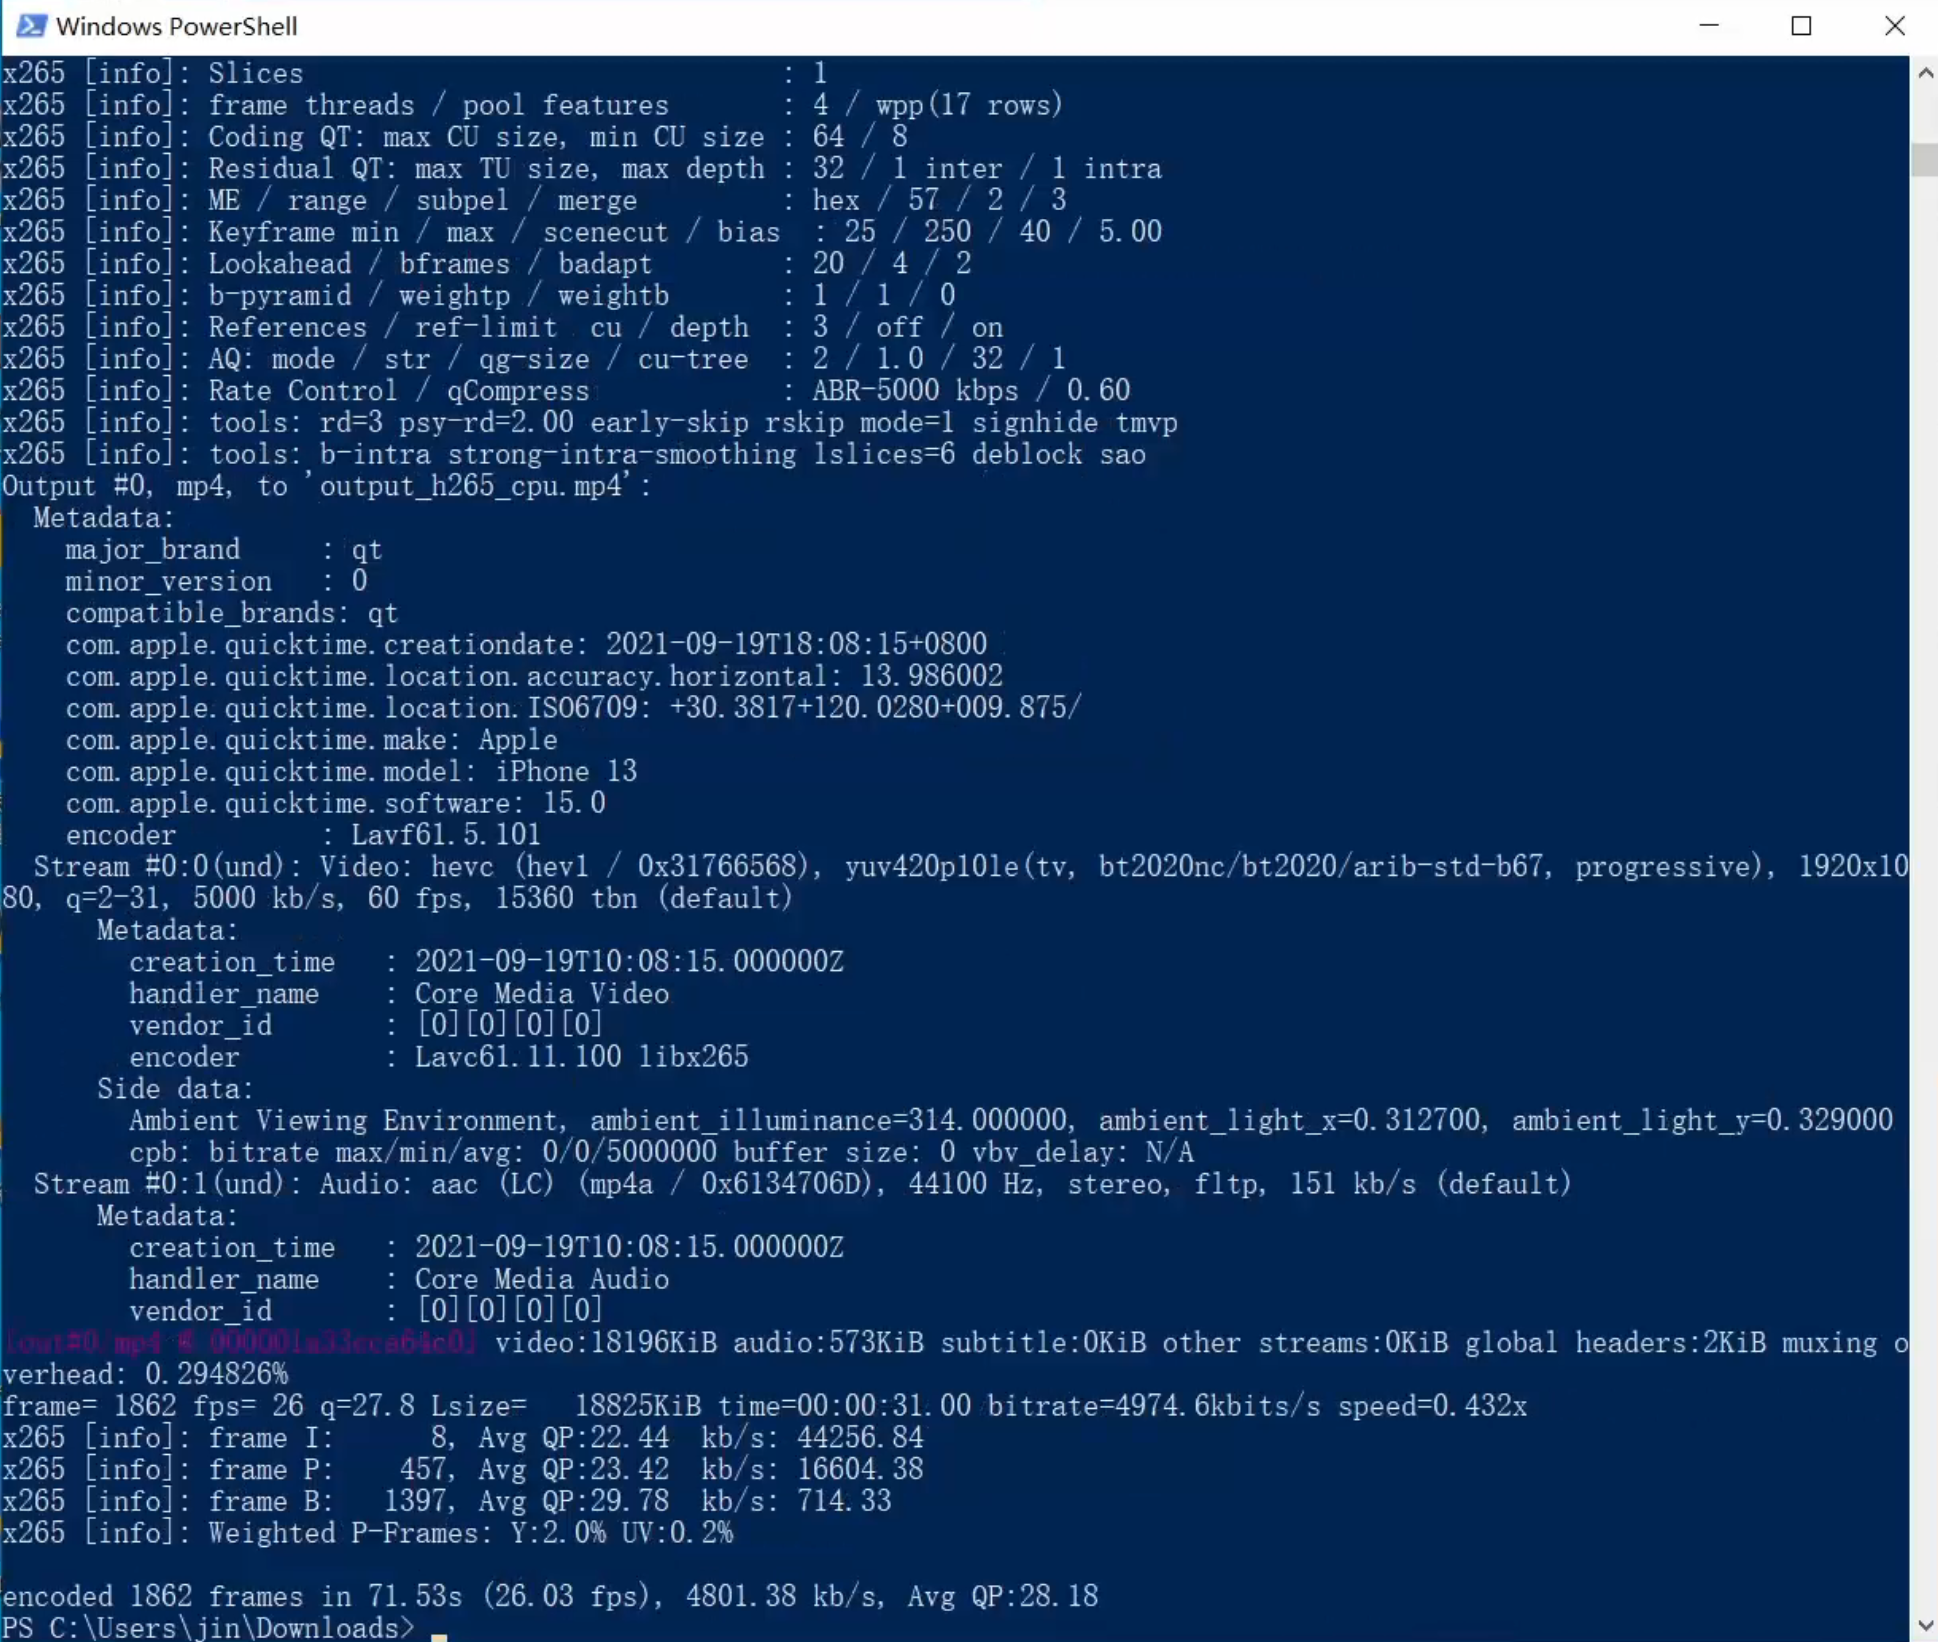 Windows PowerShell
x265 [info]: Slices                              : 1
x265 [info]: frame threads / pool features       : 4 / wpp(17 rows)
x265 [info]: Coding QT: max CU size, min CU size : 64 / 8
x265 [info]: Residual QT: max TU size, max depth : 32 / 1 inter / 1 intra
x265 [info]: ME / range / subpel / merge         : hex / 57 / 2 / 3
x265 [info]: Keyframe min / max / scenecut / bias  : 25 / 250 / 40 / 5.00
x265 [info]: Lookahead / bframes / badapt        : 20 / 4 / 2
x265 [info]: b-pyramid / weightp / weightb       : 1 / 1 / 0
x265 [info]: References / ref-limit  cu / depth  : 3 / off / on
x265 [info]: AQ: mode / str / qg-size / cu-tree  : 2 / 1.0 / 32 / 1
x265 [info]: Rate Control / qCompress            : ABR-5000 kbps / 0.60
x265 [info]: tools: rd=3 psy-rd=2.00 early-skip rskip mode=1 signhide tmvp
x265 [info]: tools: b-intra strong-intra-smoothing lslices=6 deblock sao
Output #0, mp4, to 'output_h265_cpu.mp4':
  Metadata:
    major_brand     : qt
    minor_version   : 0
    compatible_brands: qt
    com.apple.quicktime.creationdate: 2021-09-19T18:08:15+0800
    com.apple.quicktime.location.accuracy.horizontal: 13.986002
    com.apple.quicktime.location.ISO6709: +30.3817+120.0280+009.875/
    com.apple.quicktime.make: Apple
    com.apple.quicktime.model: iPhone 13
    com.apple.quicktime.software: 15.0
    encoder         : Lavf61.5.101
  Stream #0:0(und): Video: hevc (hev1 / 0x31766568), yuv420p10le(tv, bt2020nc/bt2020/arib-std-b67, progressive), 1920x10
80, q=2-31, 5000 kb/s, 60 fps, 15360 tbn (default)
      Metadata:
        creation_time   : 2021-09-19T10:08:15.000000Z
        handler_name    : Core Media Video
        vendor_id       : [0][0][0][0]
        encoder         : Lavc61.11.100 libx265
      Side data:
        Ambient Viewing Environment, ambient_illuminance=314.000000, ambient_light_x=0.312700, ambient_light_y=0.329000
        cpb: bitrate max/min/avg: 0/0/5000000 buffer size: 0 vbv_delay: N/A
  Stream #0:1(und): Audio: aac (LC) (mp4a / 0x6134706D), 44100 Hz, stereo, fltp, 151 kb/s (default)
      Metadata:
        creation_time   : 2021-09-19T10:08:15.000000Z
        handler_name    : Core Media Audio
        vendor_id       : [0][0][0][0]
[out#0/mp4 @ video:18196KiB audio:573KiB subtitle:0KiB other streams:0KiB global headers:2KiB muxing o
verhead: 0.294826%
frame= 1862 fps= 26 q=27.8 Lsize=   18825KiB time=00:00:31.00 bitrate=4974.6kbits/s speed=0.432x
x265 [info]: frame I:      8, Avg QP:22.44  kb/s: 44256.84
x265 [info]: frame P:    457, Avg QP:23.42  kb/s: 16604.38
x265 [info]: frame B:   1397, Avg QP:29.78  kb/s: 714.33
x265 [info]: Weighted P-Frames: Y:2.0% UV:0.2%
encoded 1862 frames in 71.53s (26.03 fps), 4801.38 kb/s, Avg QP:28.18
PS C:\Users\jin\Downloads>